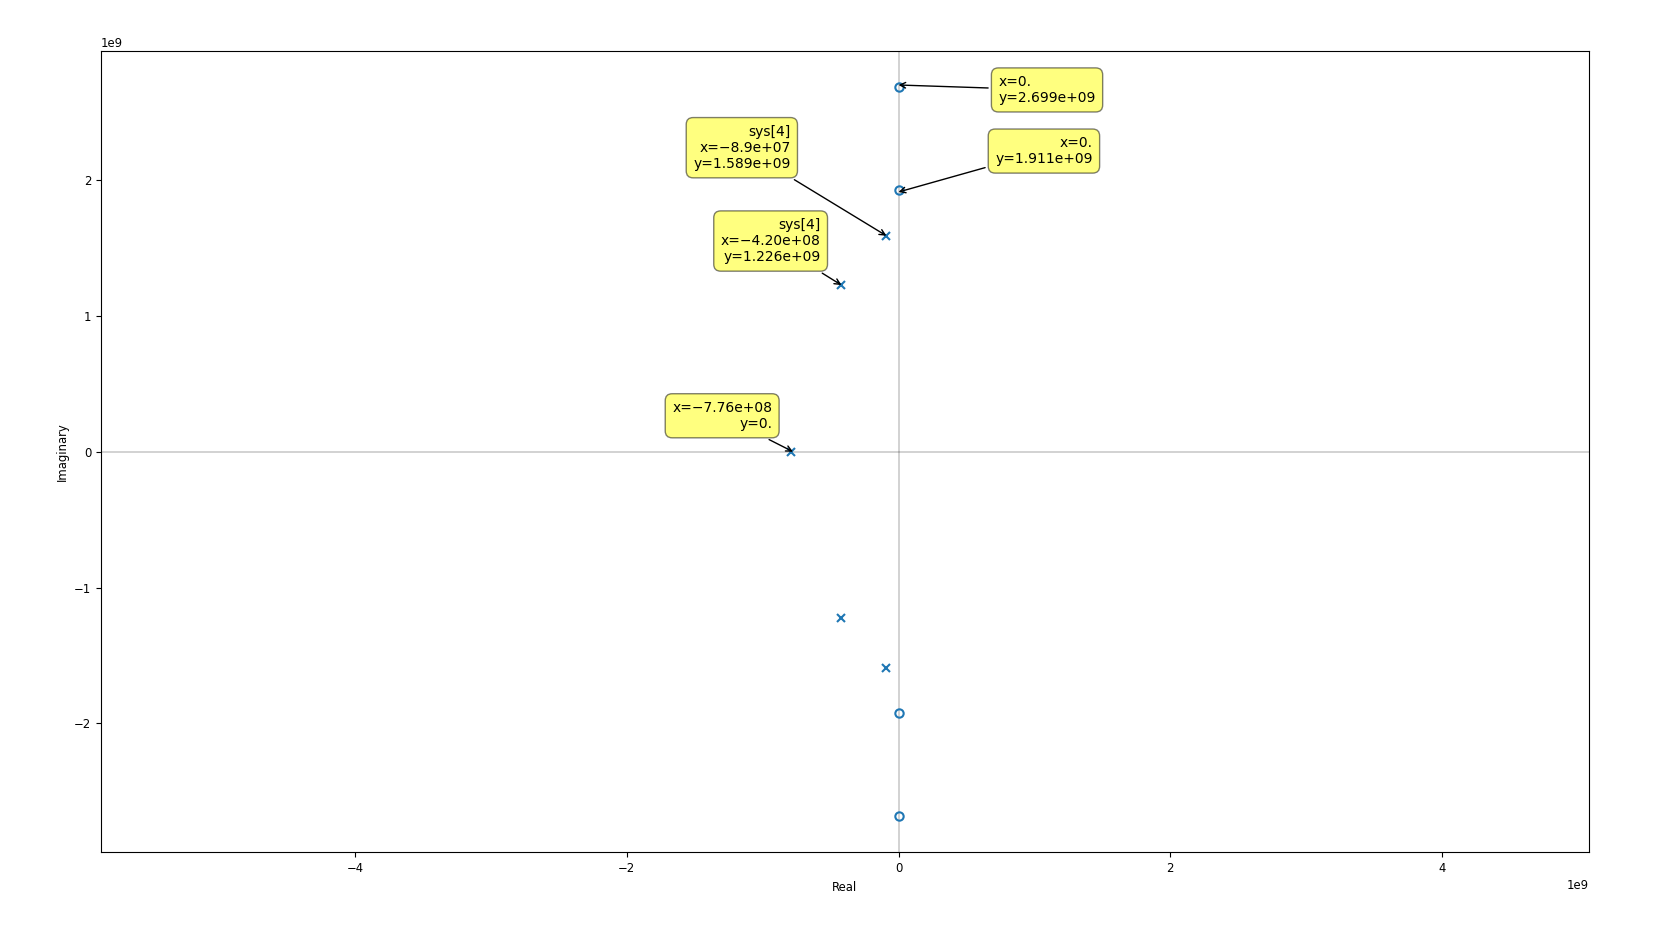 1e9
x=0.
y=2.699e+09
sys[4]
x=−8.9e+07
y=1.589e+09
x=0.
y=1.911e+09
2
sys[4]
x=−4.20e+08
y=1.226e+09
1
x=−7.76e+08
y=0.
0
Imaginary
−1
−2
−4
−2
0
2
4
Real
1e9